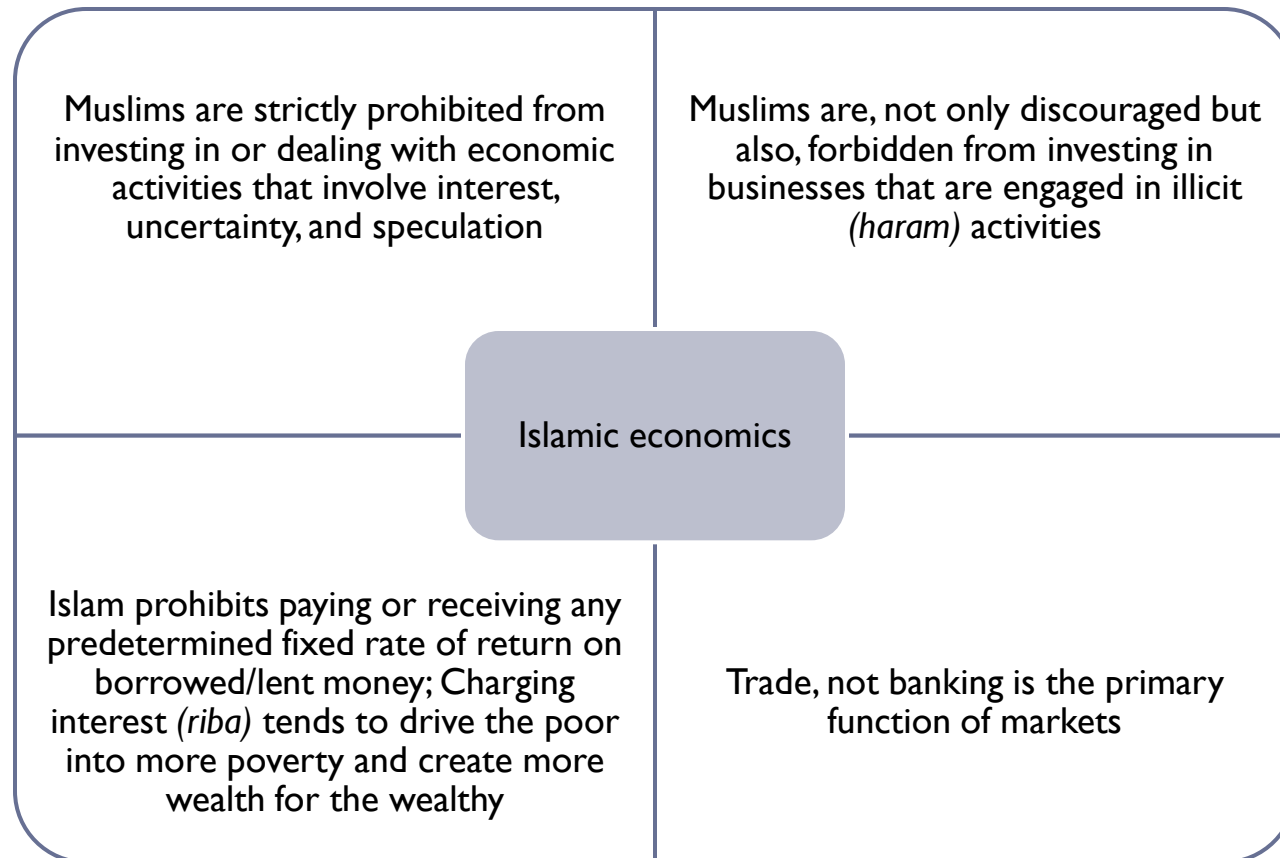 Muslims are strictly prohibited from
investing in or dealing with economic
activities that involve interest,
uncertainty, and speculation
Muslims are, not only discouraged but
also, forbidden from investing in
businesses that are engaged in illicit
(haram) activities
Islamic economics
Islam prohibits paying or receiving any
predetermined fixed rate of return on
borrowed/lent money; Charging
interest (riba) tends to drive the poor
into more poverty and create more
wealth for the wealthy
Trade, not banking is the primary
function of markets